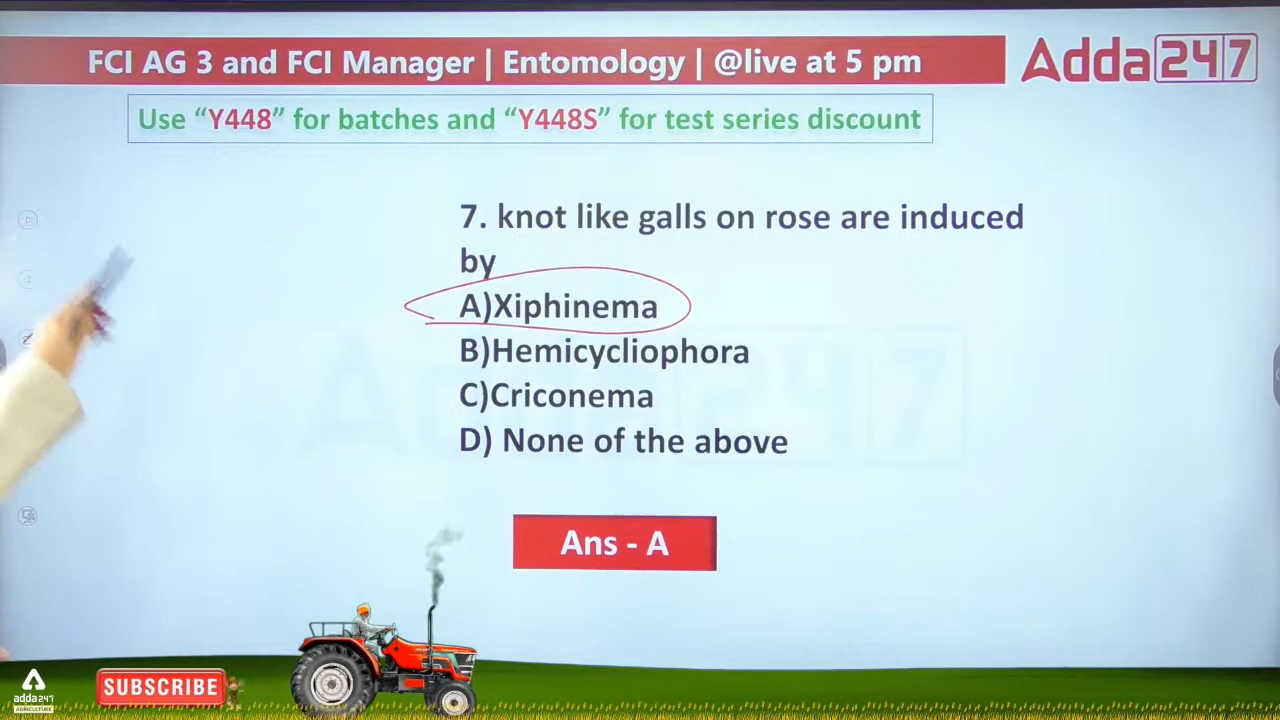 FCI AG 3 and FCI Manager | Entomology | @live at 5 pm
Adda247
Use “Y448” for batches and “Y448S” for test series discount
7. knot like galls on rose are induced
by
A)Xiphinema
B)Hemicycliophora
C)Criconema
D) None of the above
Ans - A
SUBSCRIBE
adda247
AGRICULTURE